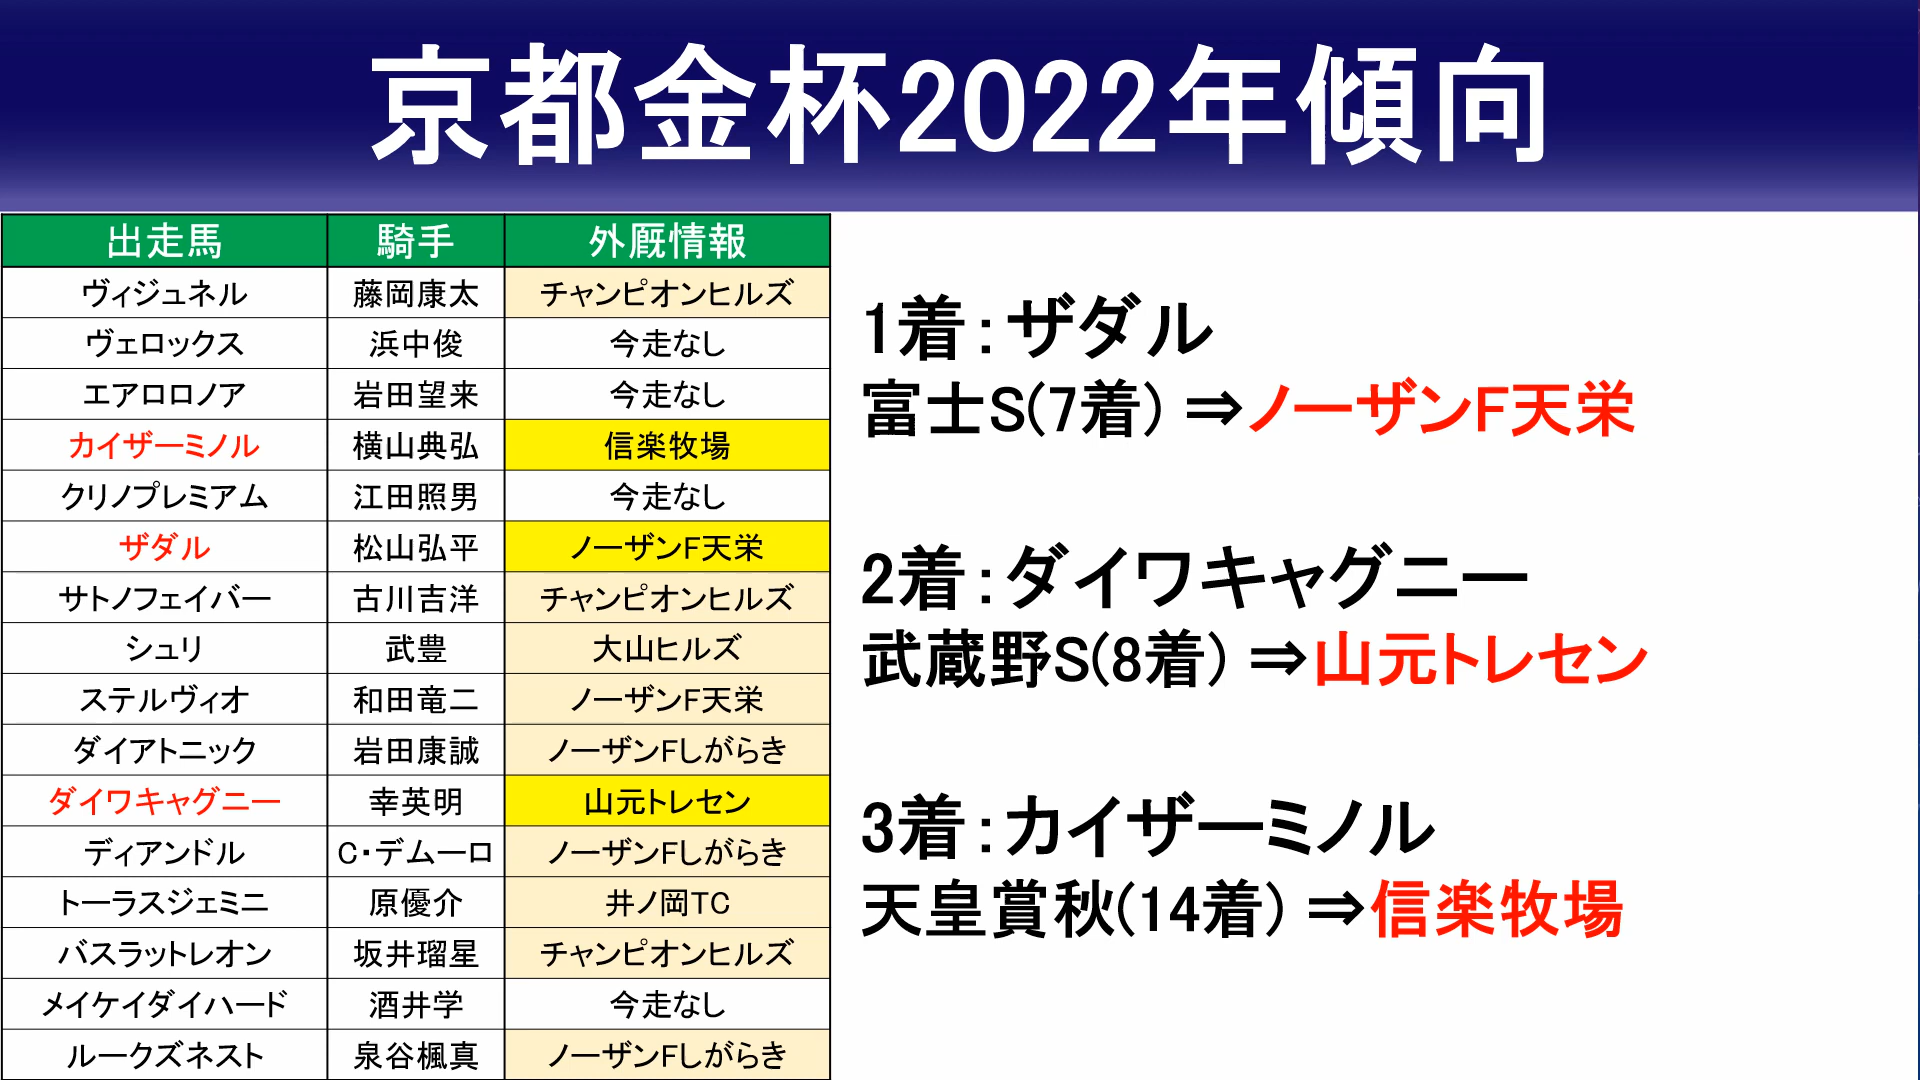 京都金杯2022年傾向
出走馬 騎手 外厩情報
ヴィジュネル 藤岡康太 チャンピオンヒルズ
ヴェロックス 浜中俊 今走なし
エアロロノア 岩田望来 今走なし
カイザーミノル 横山典弘 信楽牧場
クリノプレミアム 江田照男 今走なし
ザダル 松山弘平 ノーザンF天栄
サトノフェイバー 古川吉洋 チャンピオンヒルズ
シュリ 武豊 大山ヒルズ
ステルヴィオ 和田竜二 ノーザンF天栄
ダイアトニック 岩田康誠 ノーザンFしがらき
ダイワキャグニー 幸英明 山元トレセン
ディアンドル C・デムーロ ノーザンFしがらき
トーラスジェミニ 原優介 井ノ岡TC
バスラットレオン 坂井瑠星 チャンピオンヒルズ
メイケイダイハード 酒井学 今走なし
ルークズネスト 泉谷楓真 ノーザンFしがらき
1着：ザダル
富士S(7着)⇒ノーザンF天栄
2着：ダイワキャグニー
武蔵野S(8着)⇒山元トレセン
3着：カイザーミノル
天皇賞秋(14着)⇒信楽牧場